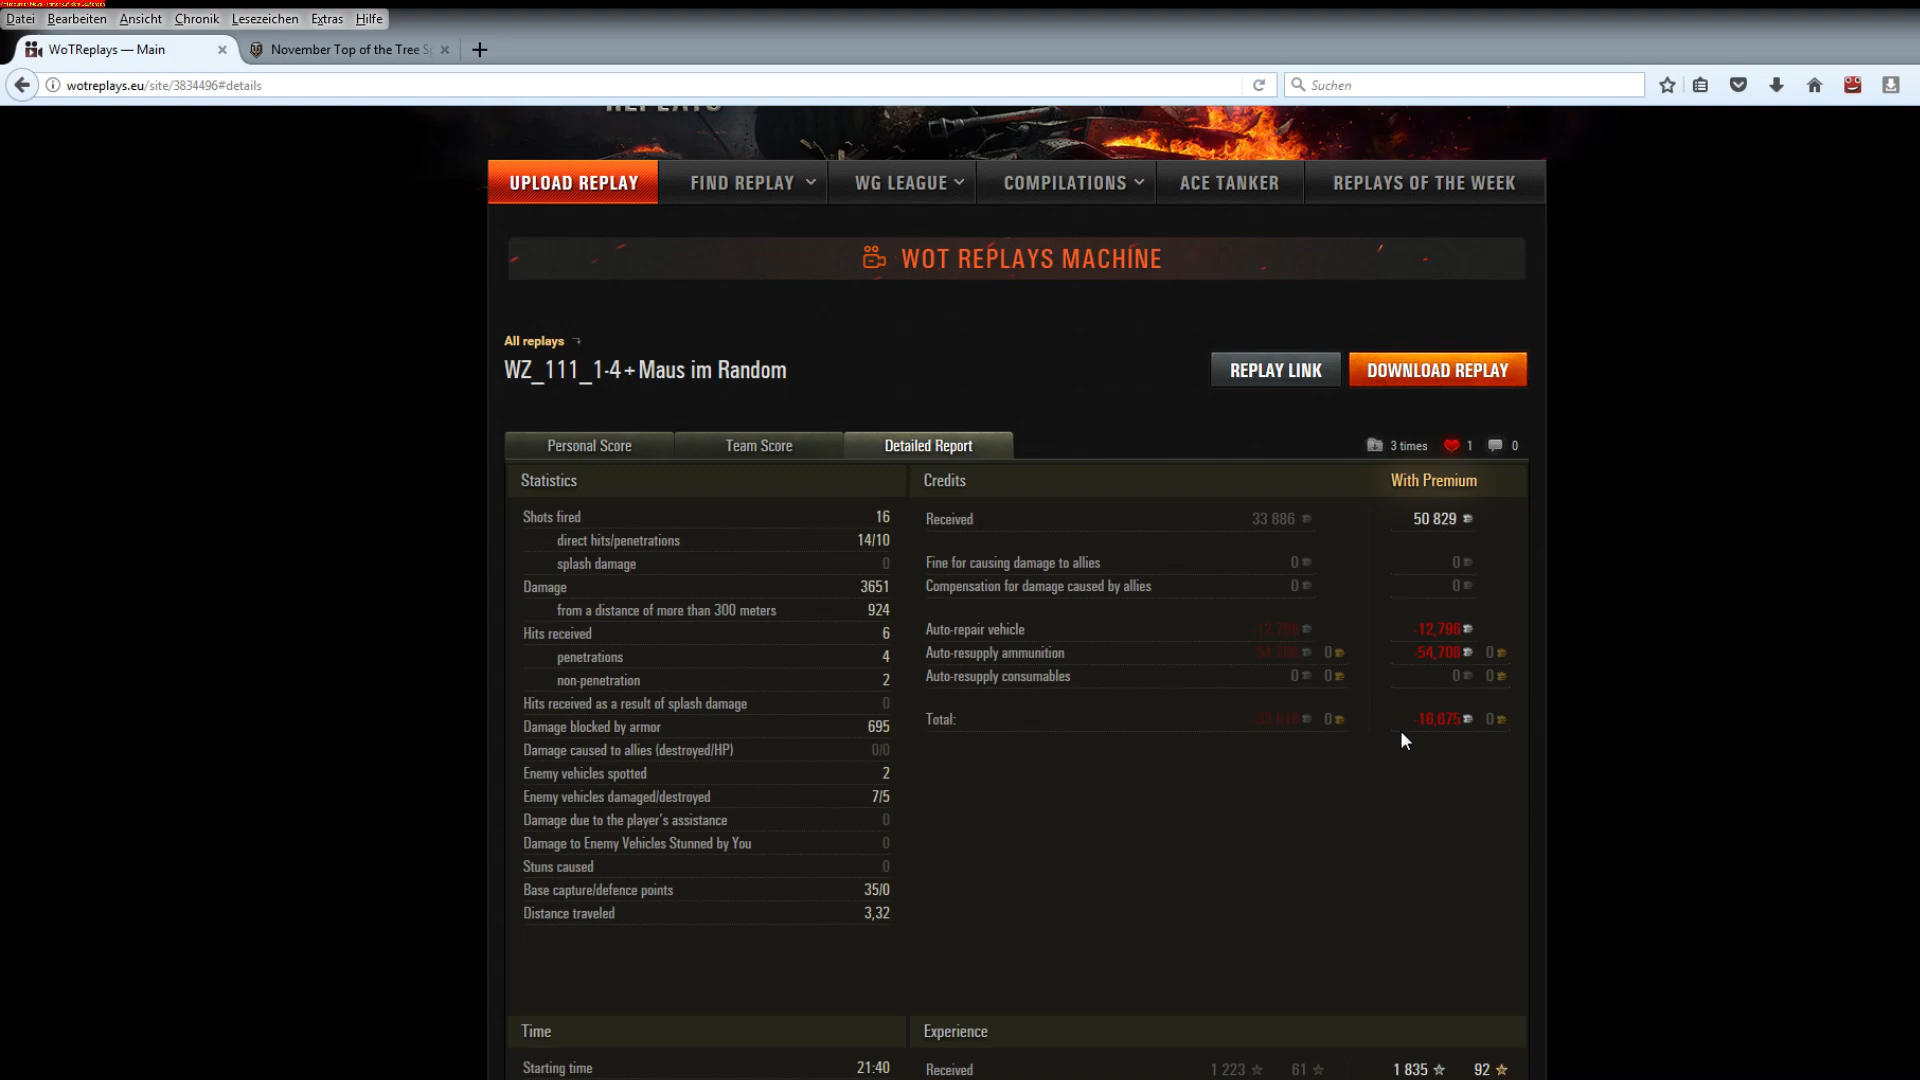 Datei Bearbeiten Ansicht Chronik Lesezeichen Extras Hilfe
WoTReplays — Main November Top of the Tree
wotreplays.eu/site/3834496#details Suchen
UPLOAD REPLAY FIND REPLAY WG LEAGUE COMPILATIONS ACE TANKER REPLAYS OF THE WEEK
WOT REPLAYS MACHINE
All replays
WZ_111_1-4 + Maus im Random REPLAY LINK DOWNLOAD REPLAY
Personal Score Team Score Detailed Report 3 times 1 0
Statistics Credits With Premium
Shots fired 16 Received 33 886 50 829
direct hits/penetrations 14/10
splash damage 0 Fine for causing damage to allies 0 0
Damage 3651 Compensation for damage caused by allies 0 0
from a distance of more than 300 meters 924
Hits received 6 Auto-repair vehicle -12,796 -12,796
penetrations 4 Auto-resupply ammunition -54,708 0 -54,708 0
non-penetration 2 Auto-resupply consumables 0 0 0 0
Hits received as a result of splash damage 0
Damage blocked by armor 695 Total: 0 -16,675 0
Damage caused to allies (destroyed/HP) 0/0
Enemy vehicles spotted 2
Enemy vehicles damaged/destroyed 7/5
Damage due to the player's assistance 0
Damage to Enemy Vehicles Stunned by You 0
Stuns caused 0
Base capture/defence points 35/0
Distance traveled 3,32
Time Experience
Starting time 21:40 Received 1 223 61 1 835 92